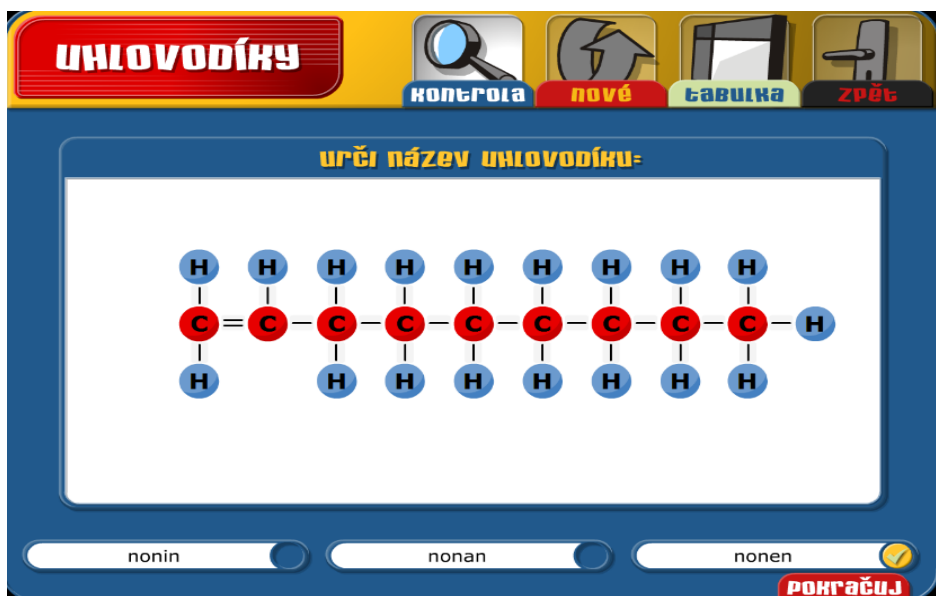 UHLOVODÍKY
KONTROLA
NOVÉ
TABULKA
ZPĚT
URČI NÁZEV UHLOVODÍKU:
H H H H H H H H H
C = C – C – C – C – C – C – C – C – H
H H H H H H H H
nonin
nonan
nonen
POKRAČUJ